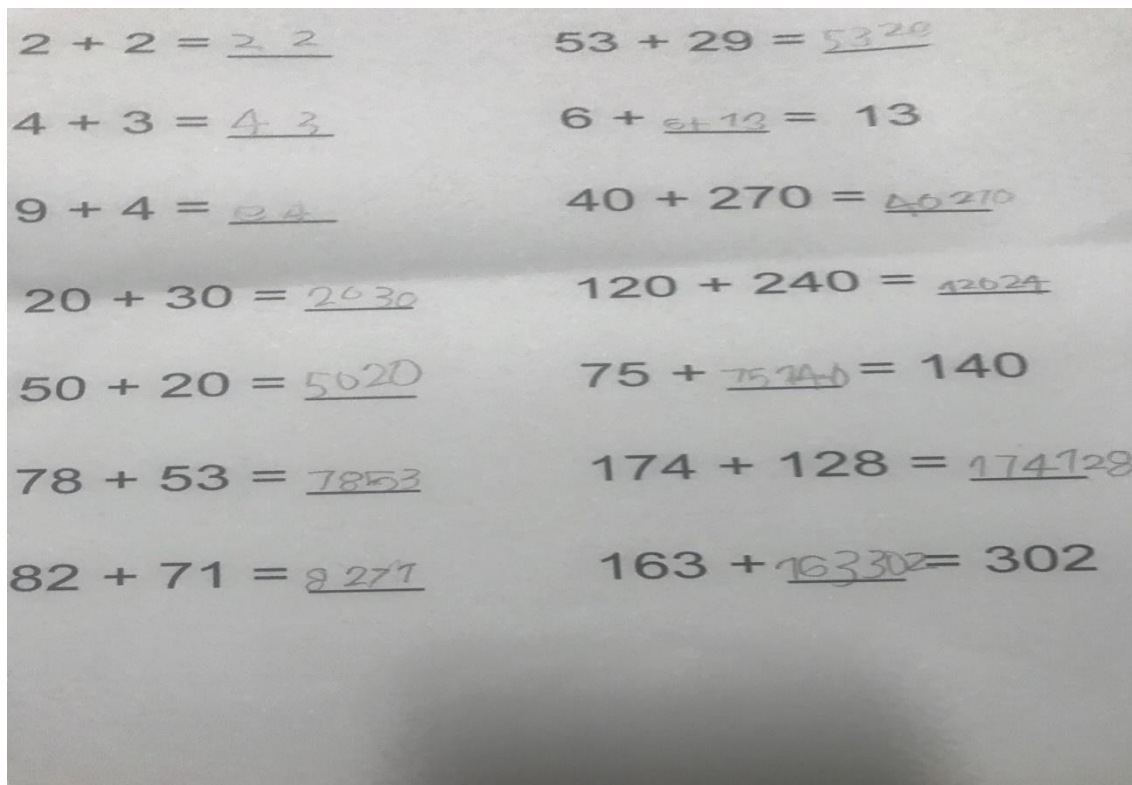 2 + 2 = 2 2
4 + 3 = 4 3
9 + 4 = 94
20 + 30 = 2030
50 + 20 = 5020
78 + 53 = 7853
82 + 71 = 8271
53 + 29 = 5329
6 + 6+13 = 13
40 + 270 = 40270
120 + 240 = 12024
75 + 75140 = 140
174 + 128 = 174128
163 + 163302 = 302